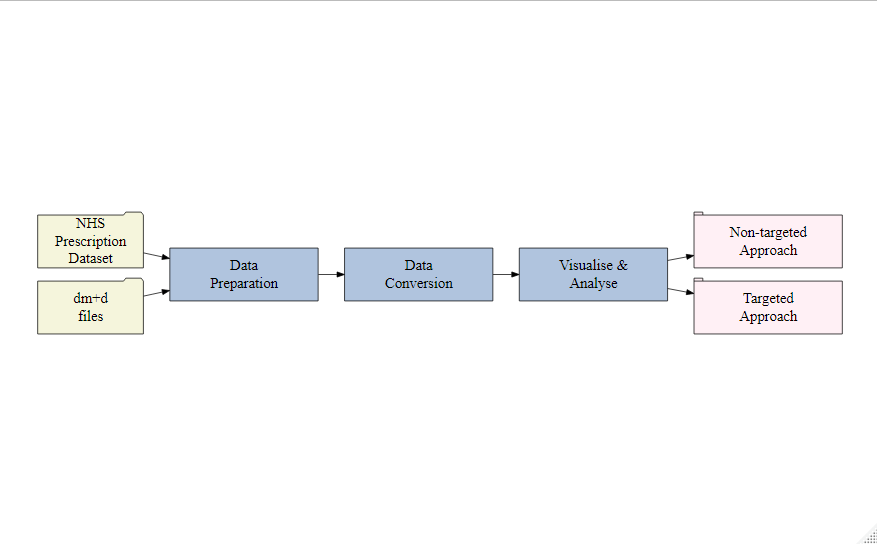 NHS
Prescription
Dataset
dm+d
files
Data
Preparation
Data
Conversion
Visualise &
Analyse
Non-targeted
Approach
Targeted
Approach